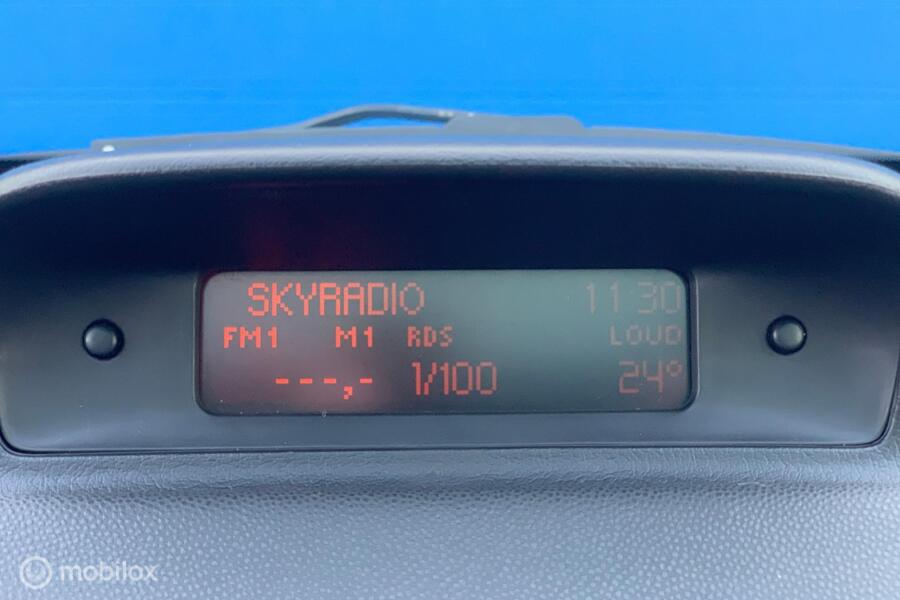 SKYRADIO 11:30
FM1 M1 RDS LOUD
---,- 1/100 24°
mobilox